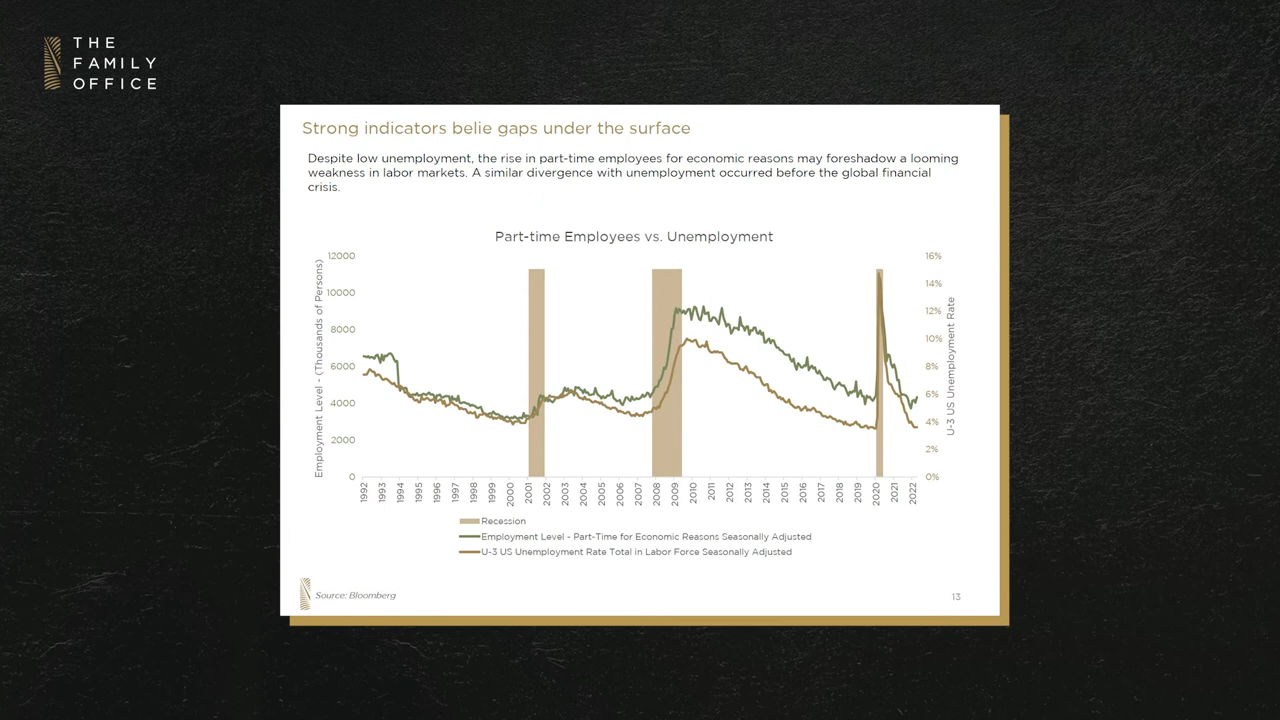 THE
FAMILY
OFFICE
Strong indicators belie gaps under the surface
Despite low unemployment, the rise in part-time employees for economic reasons may foreshadow a looming
weakness in labor markets. A similar divergence with unemployment occurred before the global financial
crisis.
Part-time Employees vs. Unemployment
Employment Level - (Thousands of Persons)
12000
10000
8000
6000
4000
2000
0
16%
14%
12%
10%
8%
6%
4%
2%
0%
U-3 US Unemployment Rate
1992 1993 1994 1995 1996 1997 1998 1999 2000 2001 2002 2003 2004 2005 2006 2007 2008 2009 2010 2011 2012 2013 2014 2015 2016 2017 2018 2019 2020 2021 2022
Recession
Employment Level - Part-Time for Economic Reasons Seasonally Adjusted
U-3 US Unemployment Rate Total in Labor Force Seasonally Adjusted
Source: Bloomberg
13